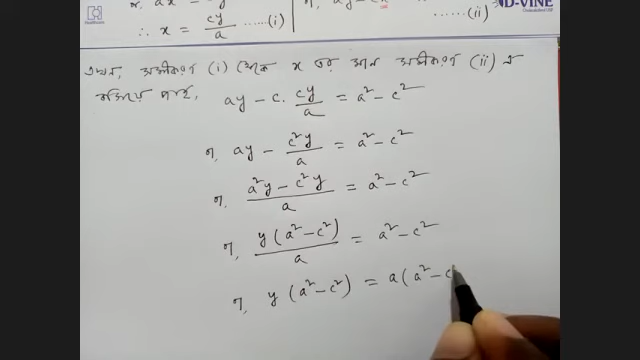 ∴ x = cy/a ......(i) ......(ii)
D-VINE
এখন, সমীকরণ (i) থেকে x এর মান সমীকরণ (ii) এ
বসিয়ে পাই,
ay − c. cy/a = a² − c²
বা, ay − c²y/a = a² − c²
বা, (a²y − c²y)/a = a² − c²
বা, y(a² − c²)/a = a² − c²
বা, y(a² − c²) = a(a² − c